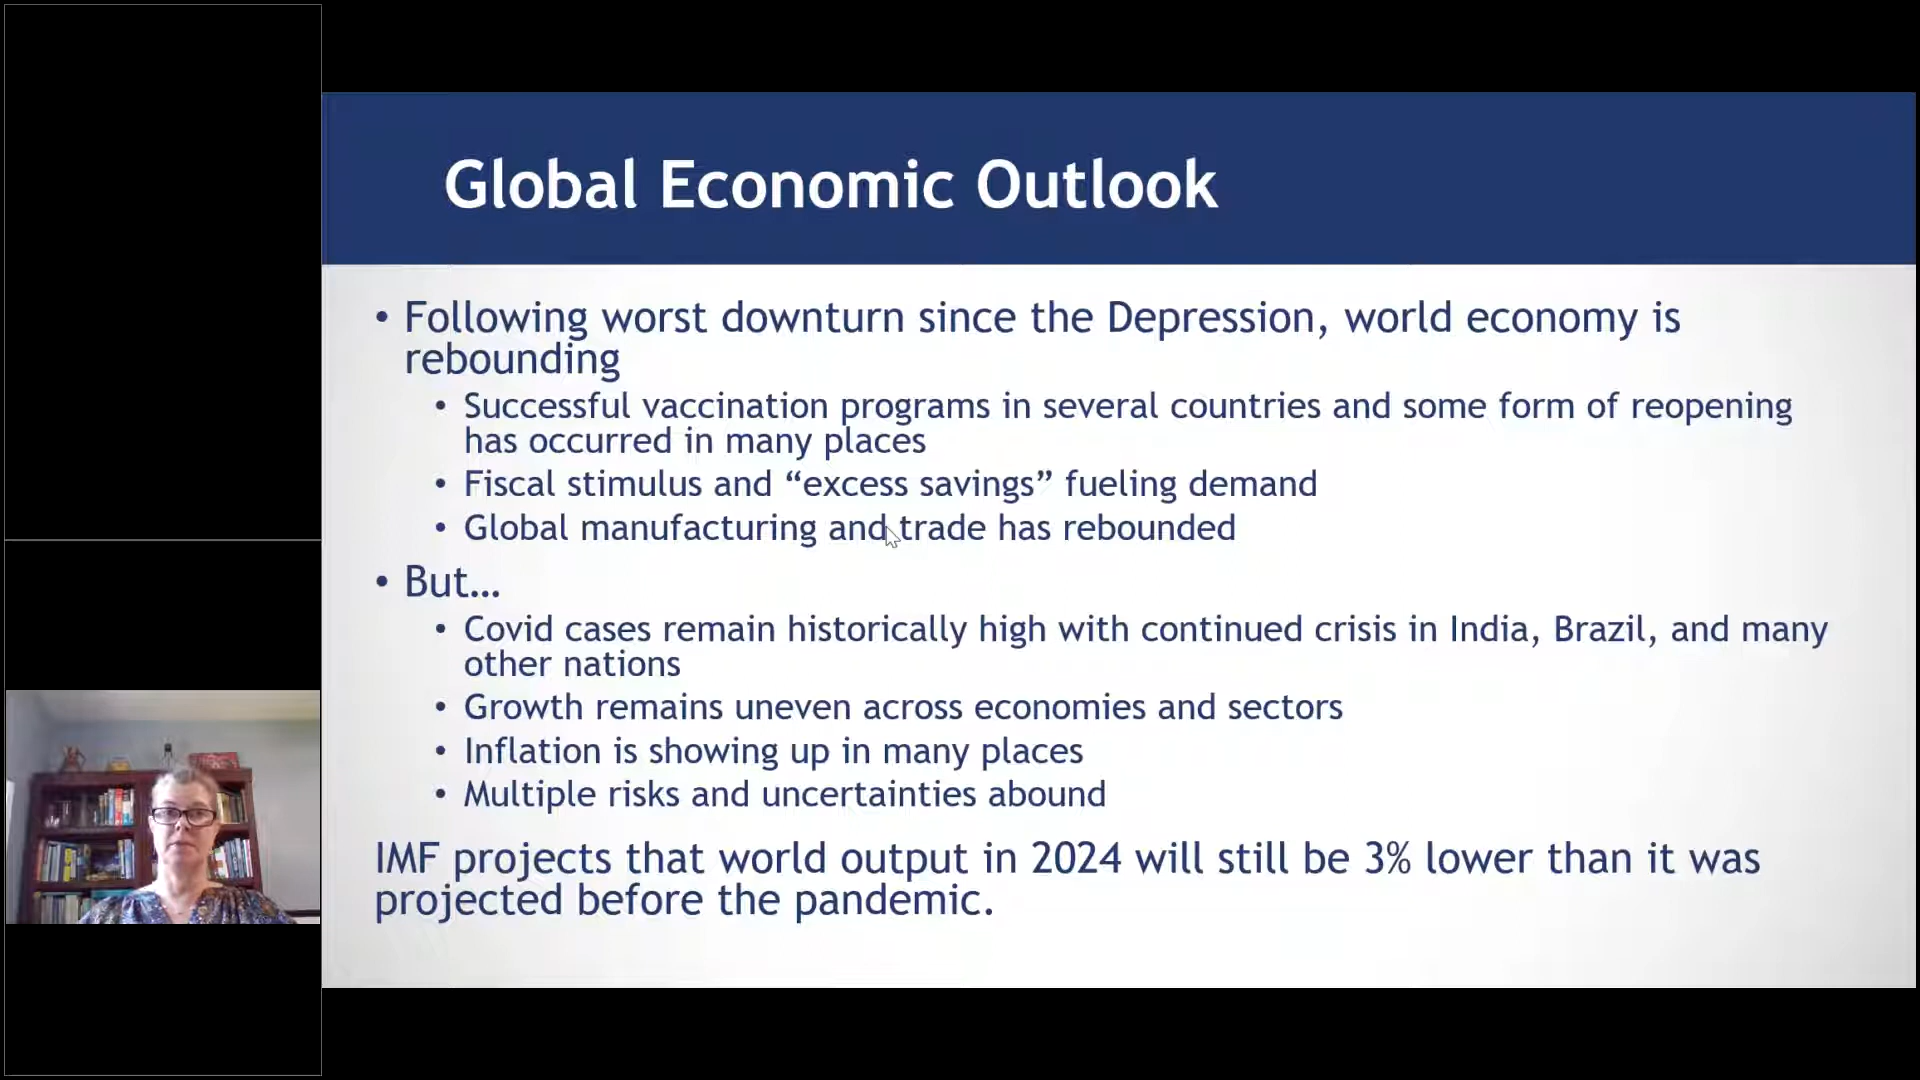 Global Economic Outlook
• Following worst downturn since the Depression, world economy is
rebounding
• Successful vaccination programs in several countries and some form of reopening
has occurred in many places
• Fiscal stimulus and “excess savings” fueling demand
• Global manufacturing and trade has rebounded
• But…
• Covid cases remain historically high with continued crisis in India, Brazil, and many
other nations
• Growth remains uneven across economies and sectors
• Inflation is showing up in many places
• Multiple risks and uncertainties abound
IMF projects that world output in 2024 will still be 3% lower than it was
projected before the pandemic.